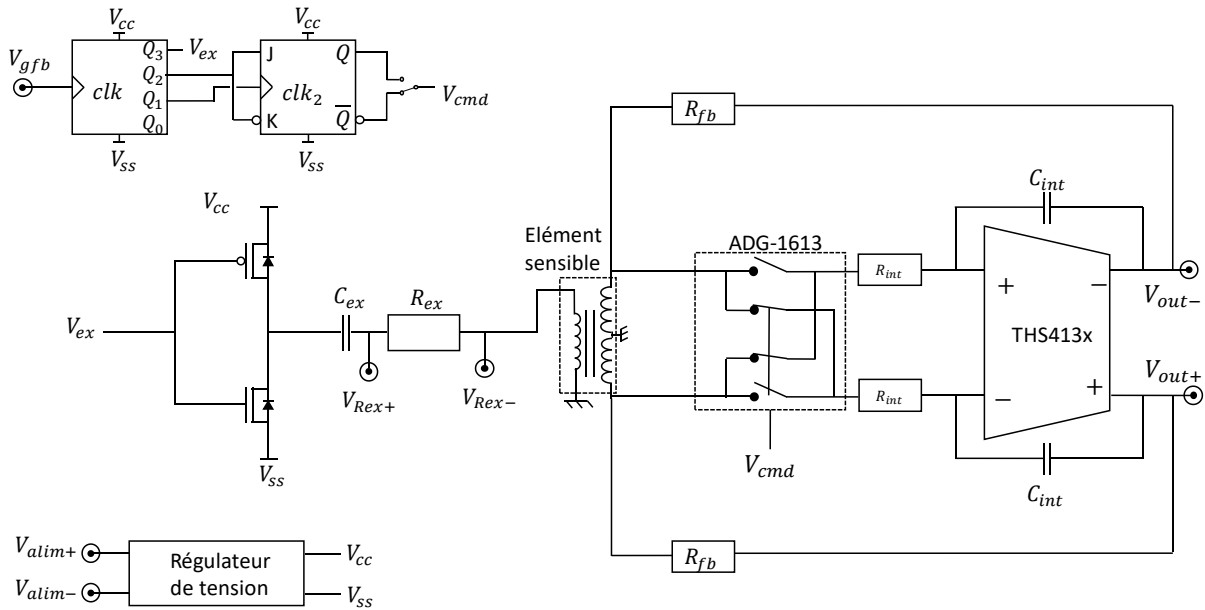 V_cc
V_cc
V_gfb
clk
Q_3
Q_2
Q_1
Q_0
V_ex
J
K
clk_2
Q
Q̅
V_cmd
V_ss
V_ss
R_fb
V_cc
V_ex
V_ss
C_ex
R_ex
V_Rex+
V_Rex−
Elément
sensible
ADG-1613
V_cmd
R_int
R_int
C_int
+
−
THS413x
−
+
C_int
V_out−
V_out+
R_fb
V_alim+
V_alim−
Régulateur
de tension
V_cc
V_ss